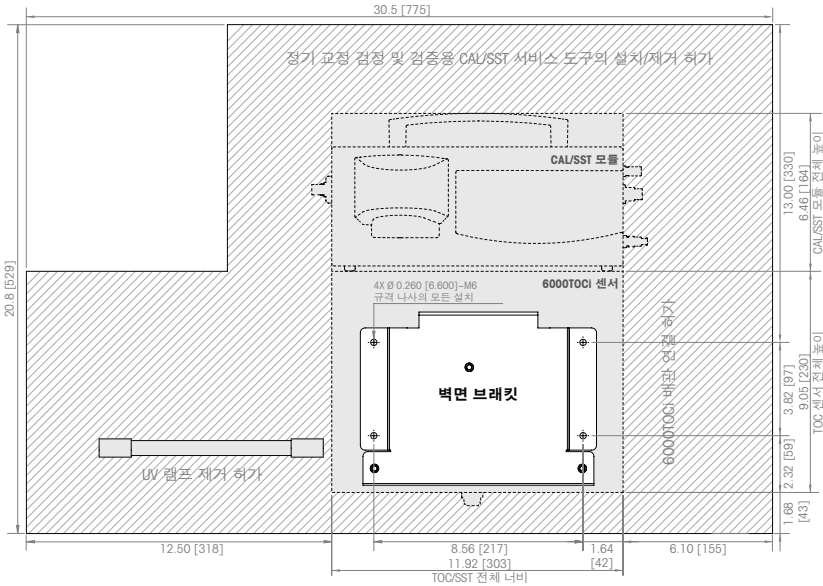 30.5 [775]
정기 교정 검정 및 검증용 CAL/SST 서비스 도구의 설치/제거 허가
CAL/SST 모듈
13.00 [330]
6.46 [164]
CAL/SST 모듈 전체 높이
20.8 [529]
4X Ø 0.260 [6.600]–M6
규격 나사의 모든 설치
6000TOCi 센서
벽면 브래킷
6000TOCi 배관 연결 허가
3.82 [97]
9.05 [230]
TOC 센서 전체 높이
UV 램프 제거 허가
2.32 [59]
1.68
[43]
12.50 [318]
8.56 [217]
1.64
[42]
6.10 [155]
11.92 [303]
TOC/SST 전체 너비